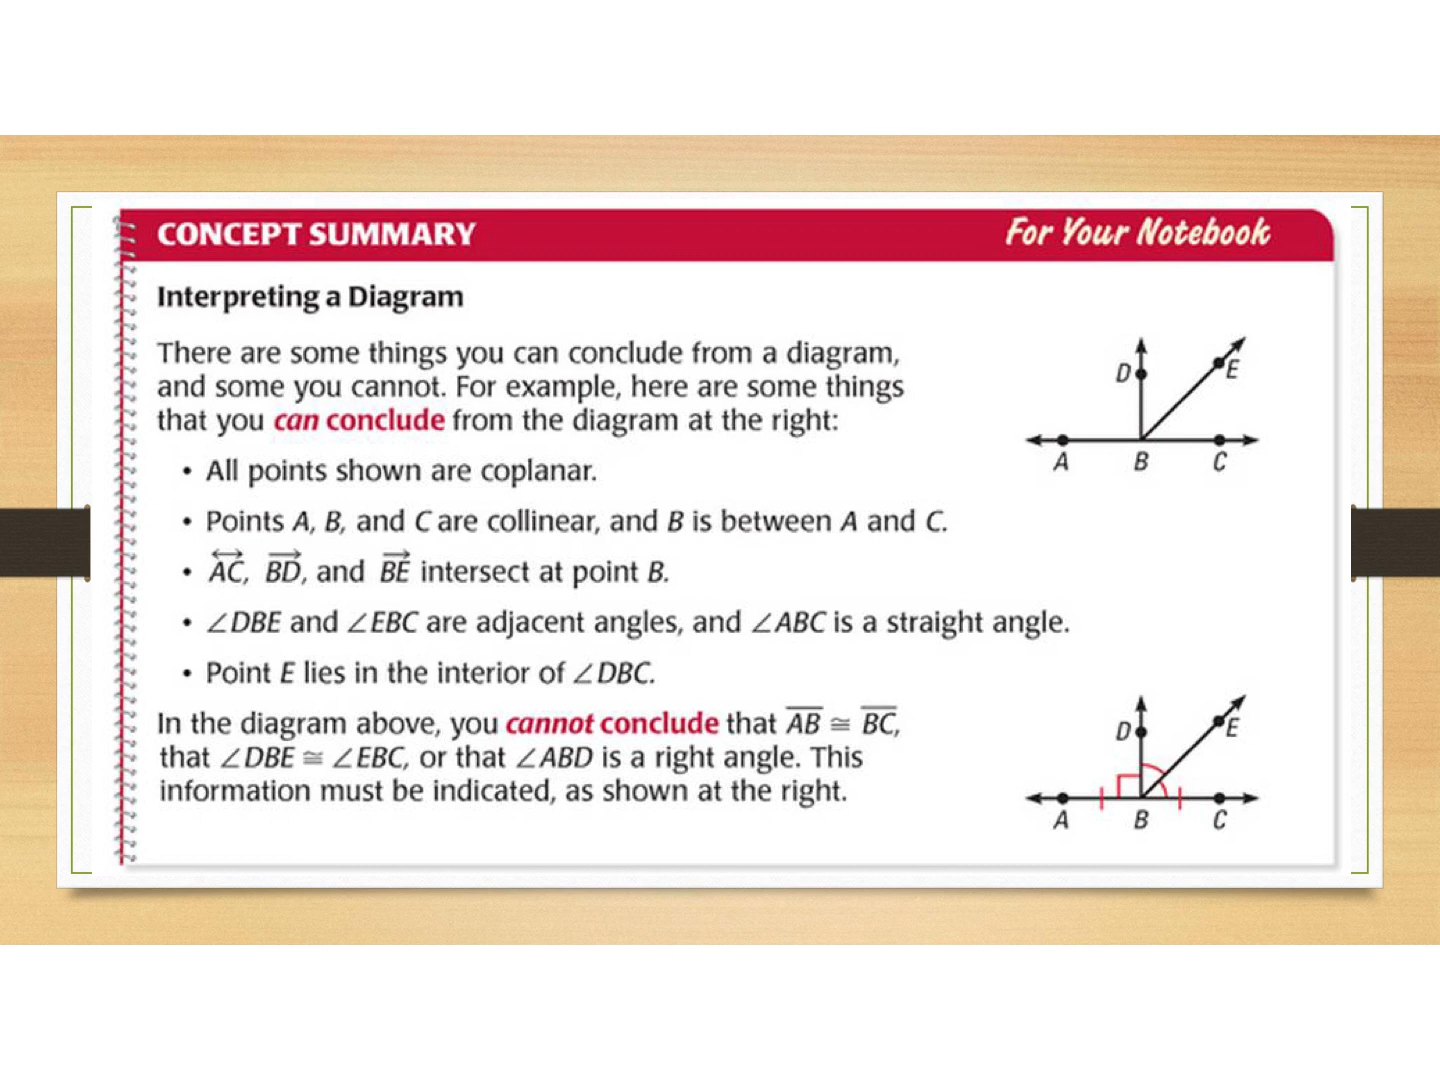 CONCEPT SUMMARY
For Your Notebook
Interpreting a Diagram
There are some things you can conclude from a diagram,
and some you cannot. For example, here are some things
that you can conclude from the diagram at the right:
• All points shown are coplanar.
• Points A, B, and C are collinear, and B is between A and C.
• \overleftrightarrow{AC}, \overrightarrow{BD}, and \overrightarrow{BE} intersect at point B.
• ∠DBE and ∠EBC are adjacent angles, and ∠ABC is a straight angle.
• Point E lies in the interior of ∠DBC.
D E
A B C
In the diagram above, you cannot conclude that \overline{AB} ≅ \overline{BC},
that ∠DBE ≅ ∠EBC, or that ∠ABD is a right angle. This
information must be indicated, as shown at the right.
D E
A B C